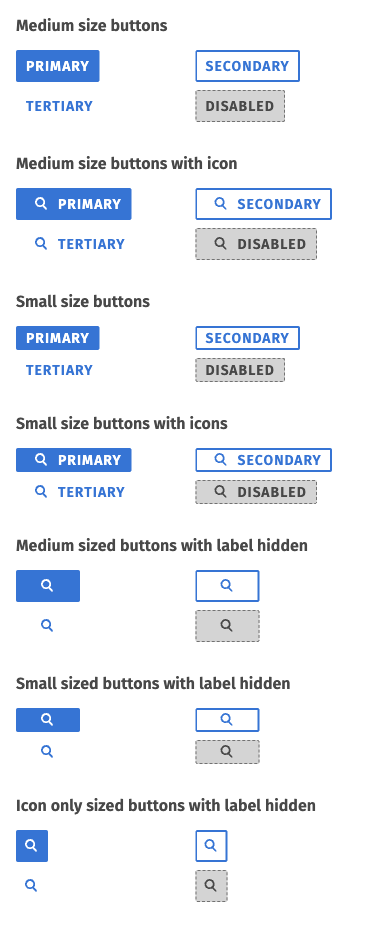 Medium size buttons
PRIMARY SECONDARY
TERTIARY DISABLED
Medium size buttons with icon
PRIMARY SECONDARY
TERTIARY DISABLED
Small size buttons
PRIMARY SECONDARY
TERTIARY DISABLED
Small size buttons with icons
PRIMARY SECONDARY
TERTIARY DISABLED
Medium sized buttons with label hidden
Small sized buttons with label hidden
Icon only sized buttons with label hidden